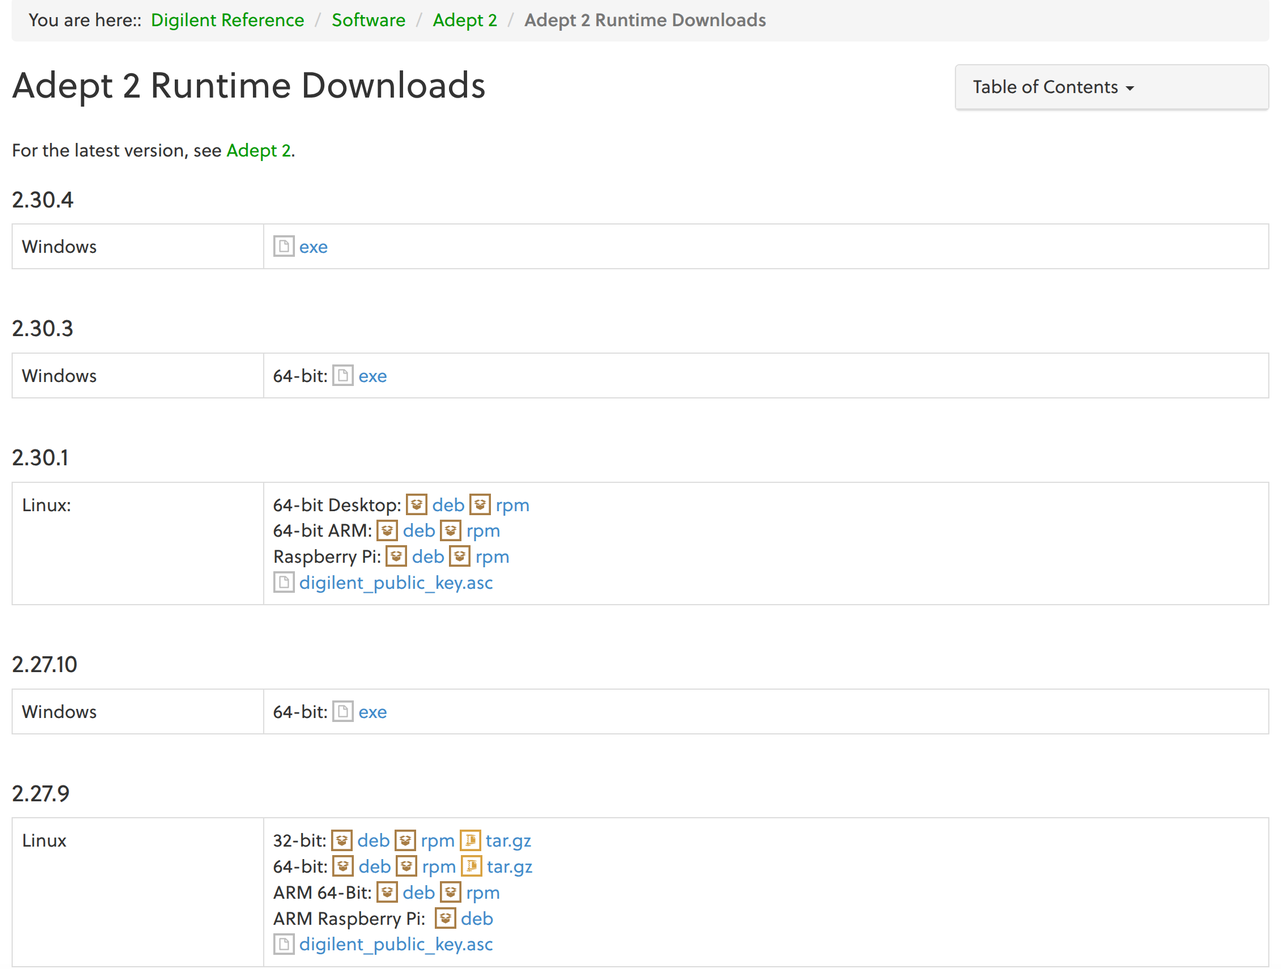 You are here:: Digilent Reference / Software / Adept 2 / Adept 2 Runtime Downloads
Adept 2 Runtime Downloads
Table of Contents
For the latest version, see Adept 2.
2.30.4
Windows exe
2.30.3
Windows 64-bit: exe
2.30.1
Linux: 64-bit Desktop: deb rpm
64-bit ARM: deb rpm
Raspberry Pi: deb rpm
digilent_public_key.asc
2.27.10
Windows 64-bit: exe
2.27.9
Linux 32-bit: deb rpm tar.gz
64-bit: deb rpm tar.gz
ARM 64-Bit: deb rpm
ARM Raspberry Pi: deb
digilent_public_key.asc